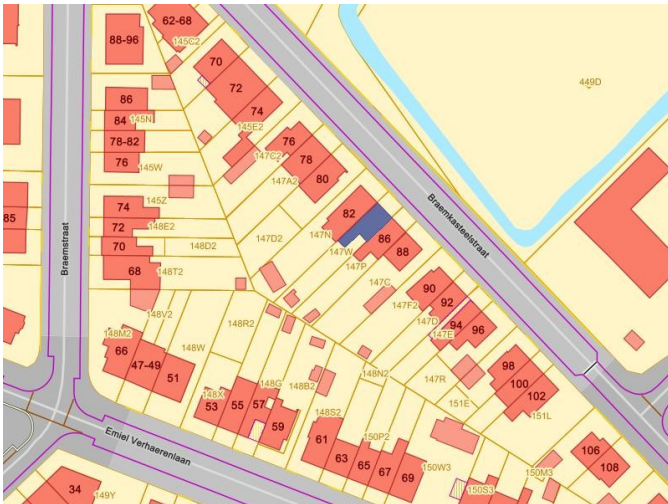 62-68
88-96
145C2
70
72
74
449D
86
84
145N
78-82
76
145W
145E2
147C2
76
78
80
147A2
74
145Z
72
148E2
70
148D2
68
148T2
85
Braemstraat
Braemkasteelstraat
82
86
88
147N
147W
147P
147D2
147C
90
92
94
96
147F2
147D
147E
148V2
148R2
148M2
66
47-49
51
148W
148X
53
55
57
59
148G
148B2
148N2
147R
151E
98
100
102
151L
Emiel Verhaerenlaan
148S2
61
63
65
67
69
150P2
150W3
150S3
150M3
106
108
34
149Y